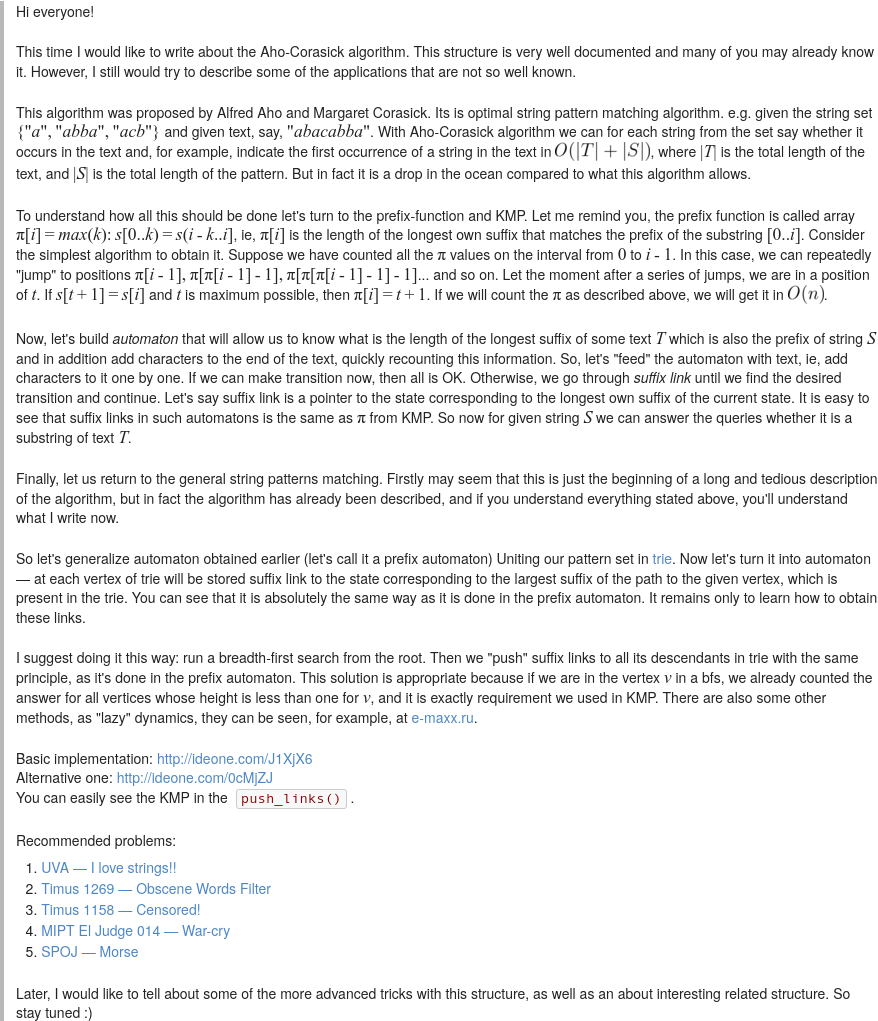 Hi everyone!
This time I would like to write about the Aho-Corasick algorithm. This structure is very well documented and many of you may already know
it. However, I still would try to describe some of the applications that are not so well known.
This algorithm was proposed by Alfred Aho and Margaret Corasick. Its is optimal string pattern matching algorithm. e.g. given the string set
{"a", "abba", "acb"} and given text, say, "abacabba". With Aho-Corasick algorithm we can for each string from the set say whether it
occurs in the text and, for example, indicate the first occurrence of a string in the text in O(|T| + |S|), where |T| is the total length of the
text, and |S| is the total length of the pattern. But in fact it is a drop in the ocean compared to what this algorithm allows.
To understand how all this should be done let's turn to the prefix-function and KMP. Let me remind you, the prefix function is called array
π[i] = max(k): s[0..k) = s(i - k..i], ie, π[i] is the length of the longest own suffix that matches the prefix of the substring [0..i]. Consider
the simplest algorithm to obtain it. Suppose we have counted all the π values on the interval from 0 to i - 1. In this case, we can repeatedly
"jump" to positions π[i - 1], π[π[i - 1] - 1], π[π[π[i - 1] - 1] - 1]... and so on. Let the moment after a series of jumps, we are in a position
of t. If s[t + 1] = s[i] and t is maximum possible, then π[i] = t + 1. If we will count the π as described above, we will get it in O(n).
Now, let's build automaton that will allow us to know what is the length of the longest suffix of some text T which is also the prefix of string S
and in addition add characters to the end of the text, quickly recounting this information. So, let's "feed" the automaton with text, ie, add
characters to it one by one. If we can make transition now, then all is OK. Otherwise, we go through suffix link until we find the desired
transition and continue. Let's say suffix link is a pointer to the state corresponding to the longest own suffix of the current state. It is easy to
see that suffix links in such automatons is the same as π from KMP. So now for given string S we can answer the queries whether it is a
substring of text T.
Finally, let us return to the general string patterns matching. Firstly may seem that this is just the beginning of a long and tedious description
of the algorithm, but in fact the algorithm has already been described, and if you understand everything stated above, you'll understand
what I write now.
So let's generalize automaton obtained earlier (let's call it a prefix automaton) Uniting our pattern set in trie. Now let's turn it into automaton
— at each vertex of trie will be stored suffix link to the state corresponding to the largest suffix of the path to the given vertex, which is
present in the trie. You can see that it is absolutely the same way as it is done in the prefix automaton. It remains only to learn how to obtain
these links.
I suggest doing it this way: run a breadth-first search from the root. Then we "push" suffix links to all its descendants in trie with the same
principle, as it's done in the prefix automaton. This solution is appropriate because if we are in the vertex v in a bfs, we already counted the
answer for all vertices whose height is less than one for v, and it is exactly requirement we used in KMP. There are also some other
methods, as "lazy" dynamics, they can be seen, for example, at e-maxx.ru.
Basic implementation: http://ideone.com/J1XjX6
Alternative one: http://ideone.com/0cMjZJ
You can easily see the KMP in the push_links() .
Recommended problems:
1. UVA — I love strings!!
2. Timus 1269 — Obscene Words Filter
3. Timus 1158 — Censored!
4. MIPT El Judge 014 — War-cry
5. SPOJ — Morse
Later, I would like to tell about some of the more advanced tricks with this structure, as well as an about interesting related structure. So
stay tuned :)